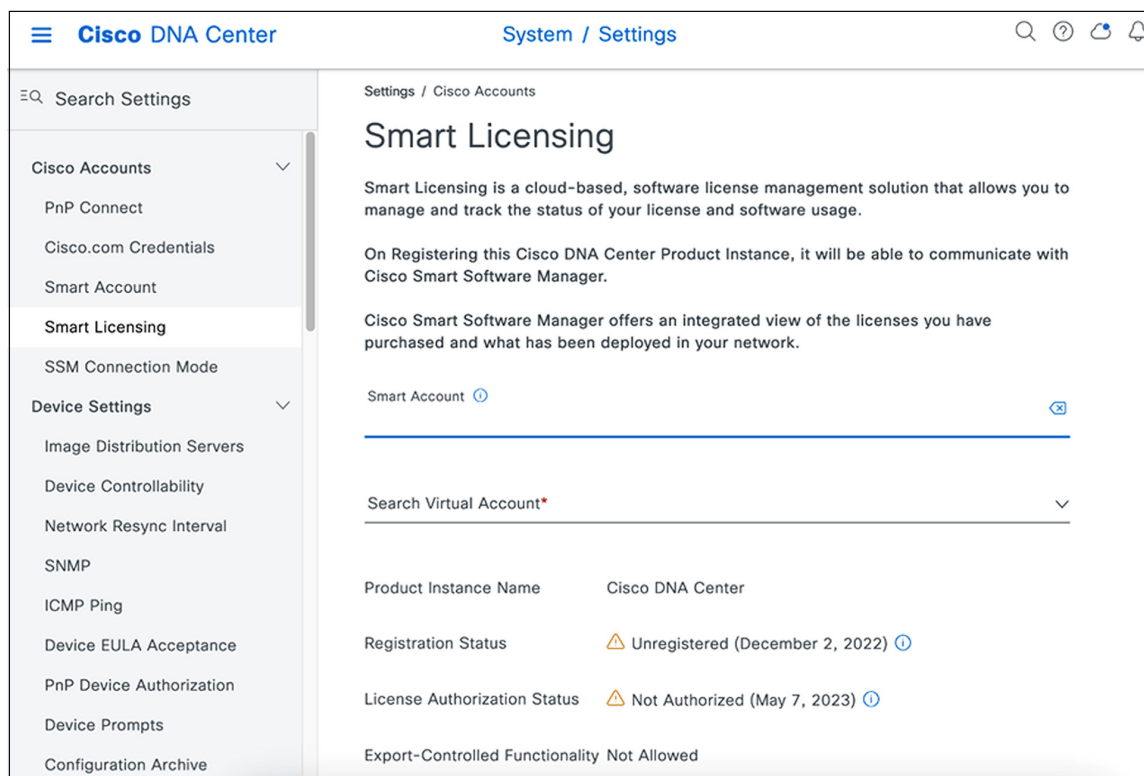 Cisco DNA Center
System / Settings
Search Settings
Cisco Accounts
PnP Connect
Cisco.com Credentials
Smart Account
Smart Licensing
SSM Connection Mode
Device Settings
Image Distribution Servers
Device Controllability
Network Resync Interval
SNMP
ICMP Ping
Device EULA Acceptance
PnP Device Authorization
Device Prompts
Configuration Archive
Settings / Cisco Accounts
Smart Licensing
Smart Licensing is a cloud-based, software license management solution that allows you to
manage and track the status of your license and software usage.
On Registering this Cisco DNA Center Product Instance, it will be able to communicate with
Cisco Smart Software Manager.
Cisco Smart Software Manager offers an integrated view of the licenses you have
purchased and what has been deployed in your network.
Smart Account
Search Virtual Account*
Product Instance Name Cisco DNA Center
Registration Status Unregistered (December 2, 2022)
License Authorization Status Not Authorized (May 7, 2023)
Export-Controlled Functionality Not Allowed